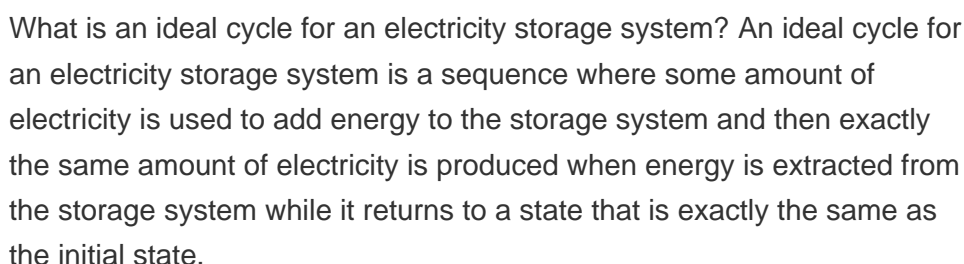 What is an ideal cycle for an electricity storage system? An ideal cycle for
an electricity storage system is a sequence where some amount of
electricity is used to add energy to the storage system and then exactly
the same amount of electricity is produced when energy is extracted from
the storage system while it returns to a state that is exactly the same as
the initial state.